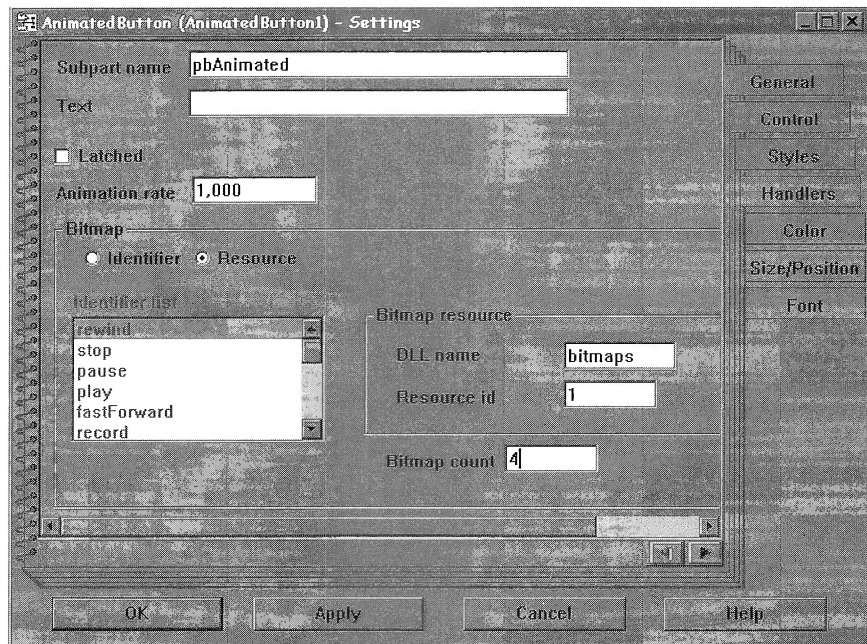 AnimatedButton (AnimatedButton1) - Settings
Subpart name pbAnimated
Text
Latched
Animation rate 1,000
Bitmap
Identifier Resource
Identifier list
rewind
stop
pause
play
fastForward
record
Bitmap resource
DLL name bitmaps
Resource id 1
Bitmap count 4
General
Control
Styles
Handlers
Color
Size/Position
Font
OK Apply Cancel Help